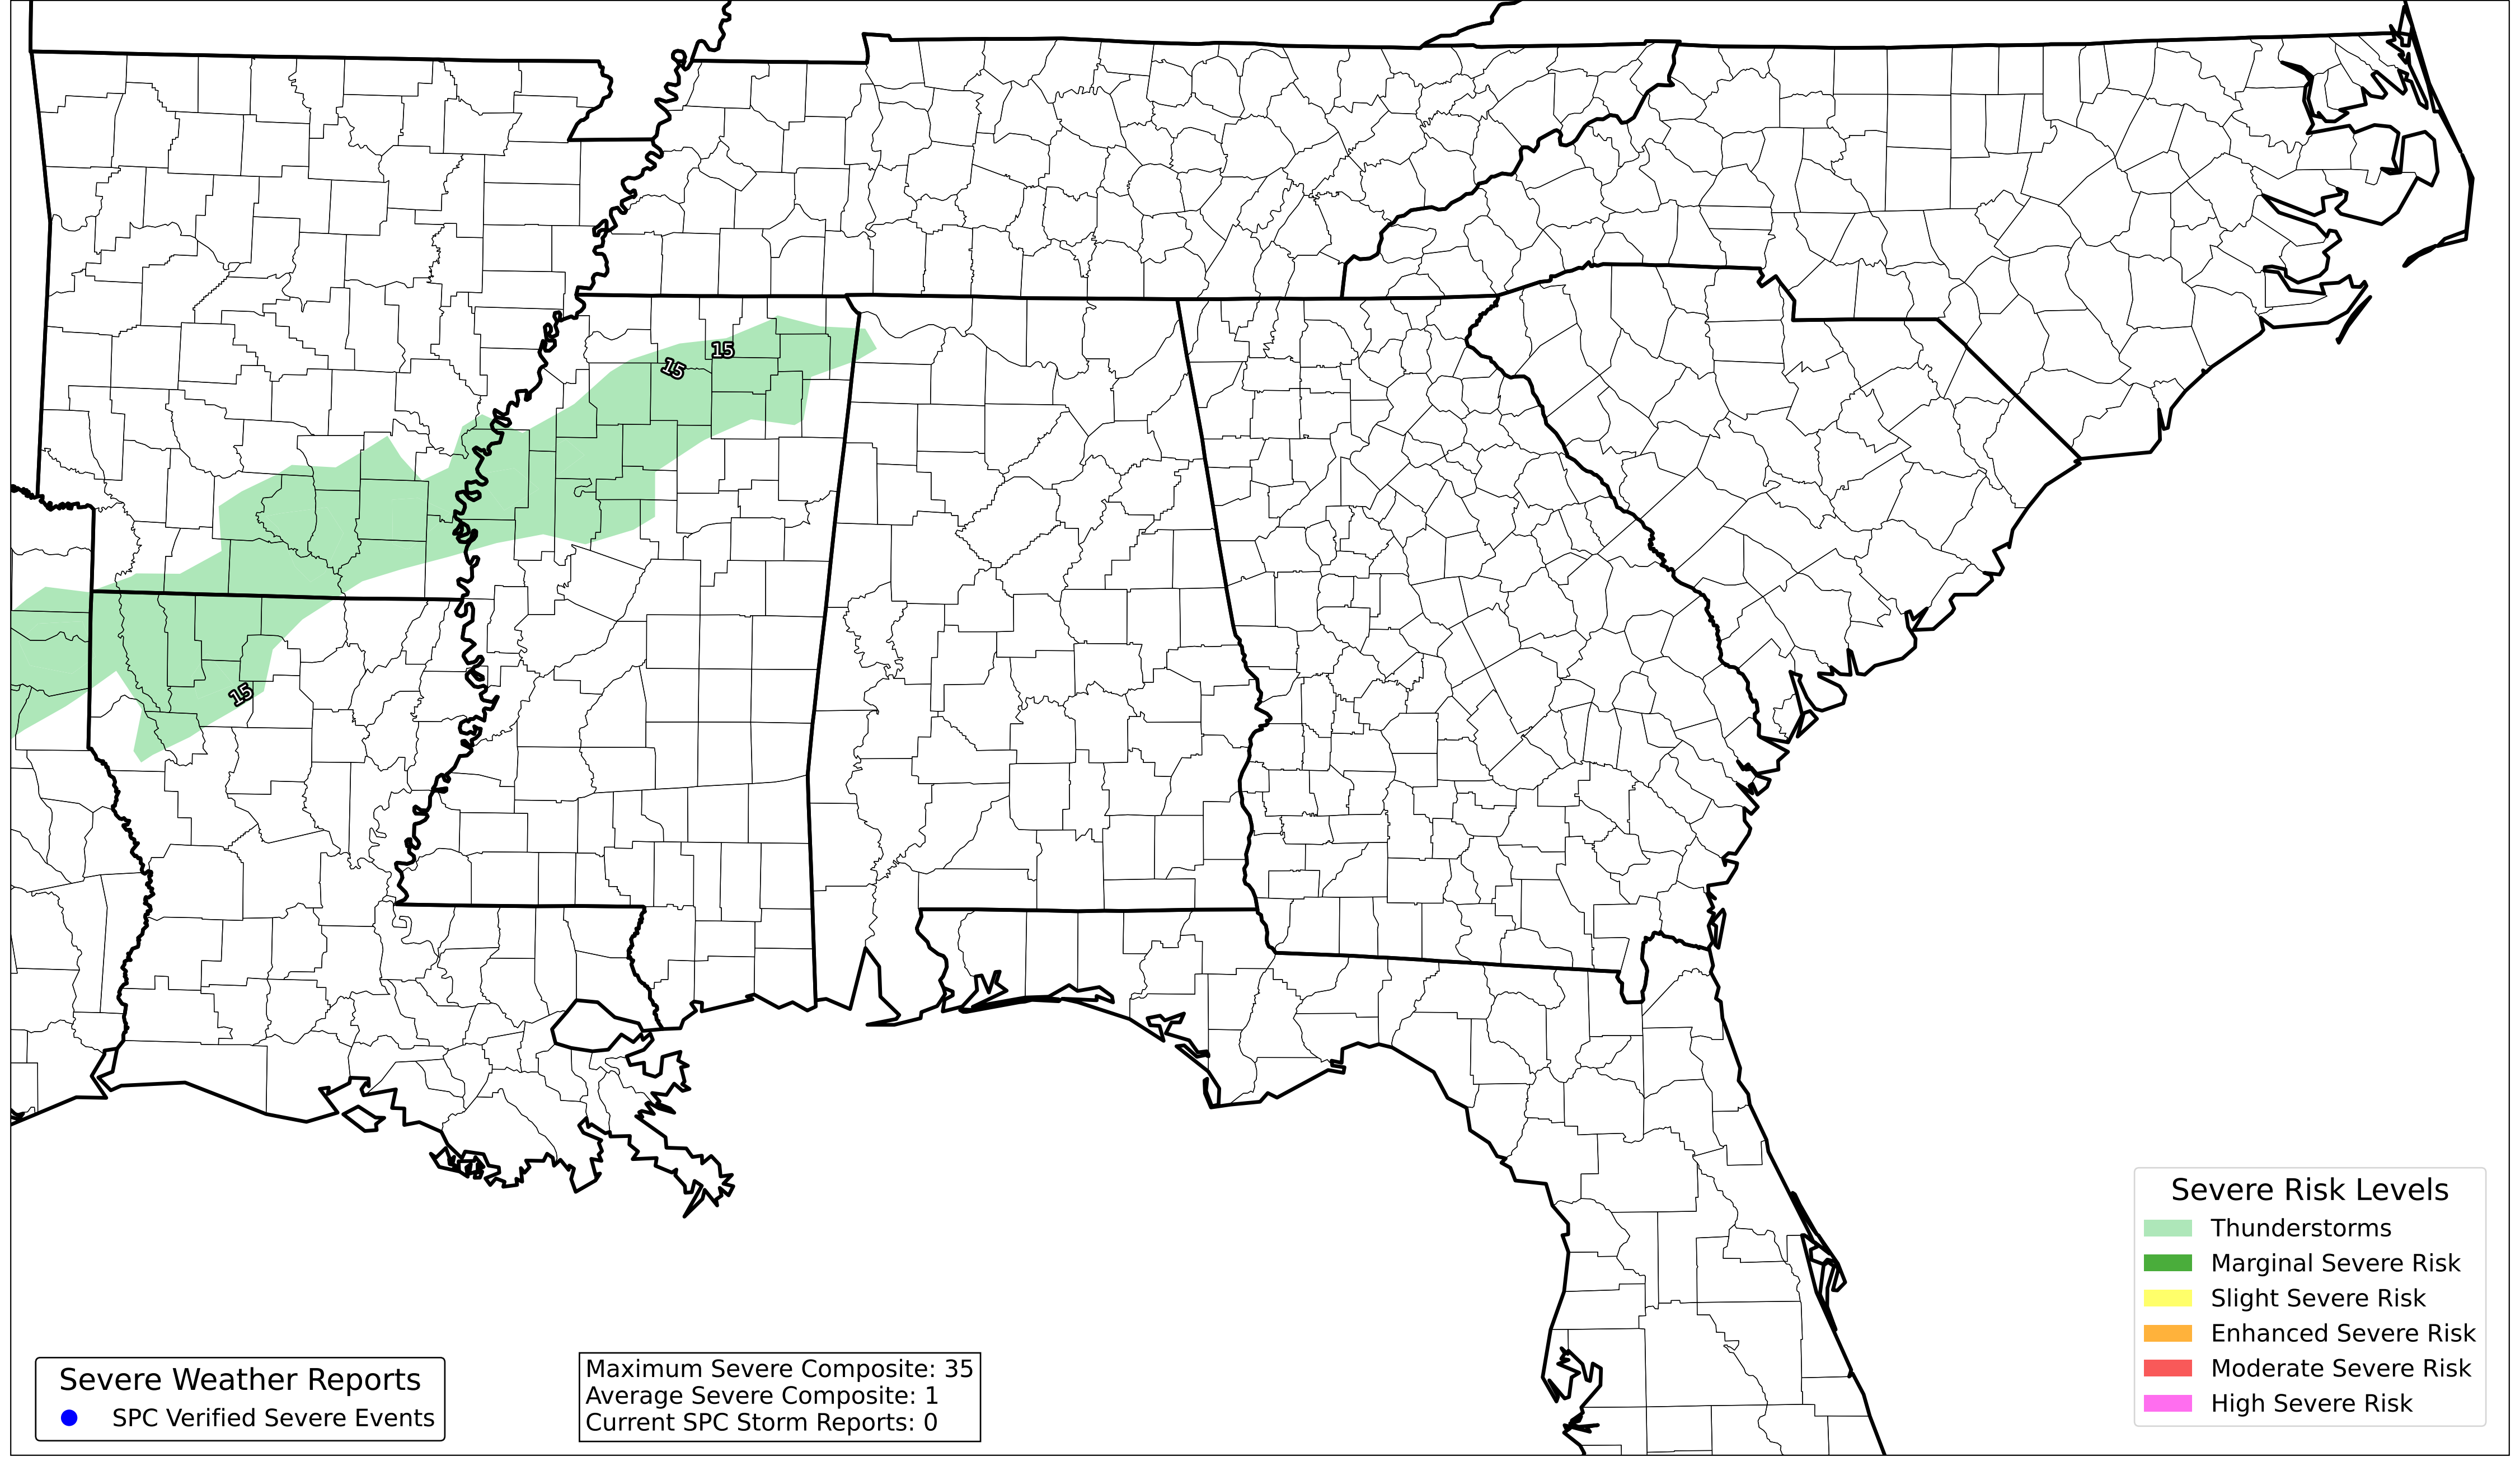 15
15
15
Severe Risk Levels
Thunderstorms
Marginal Severe Risk
Slight Severe Risk
Enhanced Severe Risk
Moderate Severe Risk
High Severe Risk
Severe Weather Reports
SPC Verified Severe Events
Maximum Severe Composite: 35
Average Severe Composite: 1
Current SPC Storm Reports: 0